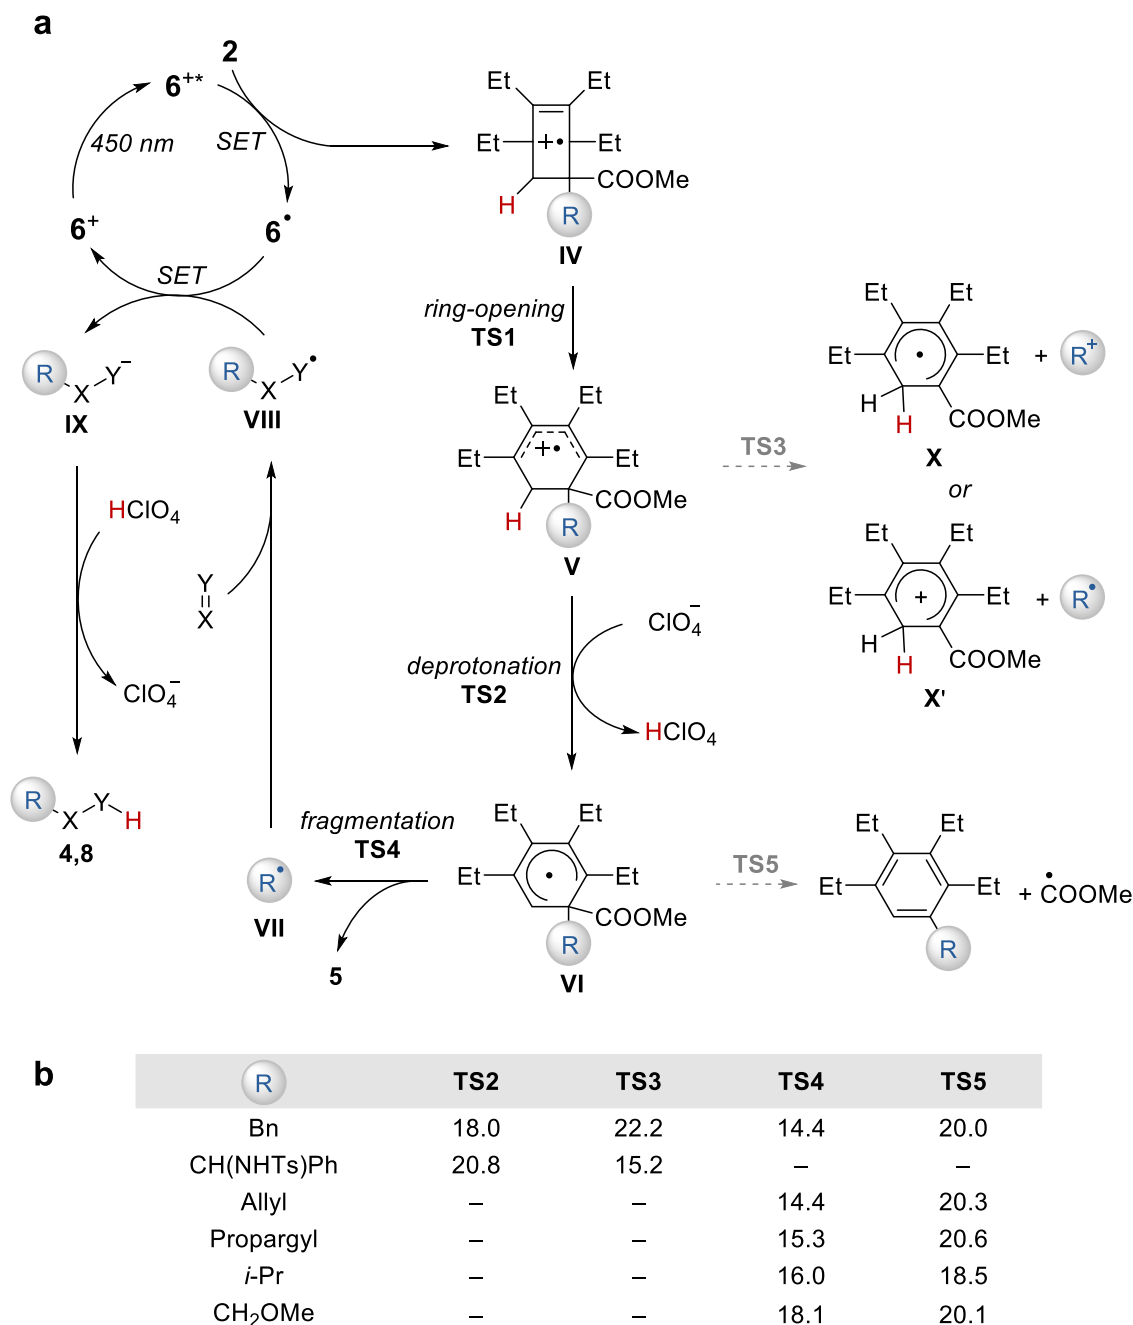 a
2
6⁺*
450 nm
SET
6⁺
6•
SET
R X Y⁻
IX
R X Y•
VIII
HClO₄⁠
Y
X
ClO₄⁻
R X Y H
4,8
Et Et
Et + • Et
COOMe
H R
IV
ring-opening
TS1
Et Et
Et + • Et
COOMe
H R
V
TS3
Et Et
Et • Et + R⁺
H H COOMe
X
or
Et Et
Et + Et + R•
H H COOMe
X'
ClO₄⁻
deprotonation
TS2
HClO₄
fragmentation
TS4
R•
VII
5
Et Et
Et • Et
COOMe
R
VI
TS5
Et Et
Et Et + •COOMe
R
b
R TS2 TS3 TS4 TS5
Bn 18.0 22.2 14.4 20.0
CH(NHTs)Ph 20.8 15.2 – –
Allyl – – 14.4 20.3
Propargyl – – 15.3 20.6
i-Pr – – 16.0 18.5
CH₂OMe – – 18.1 20.1